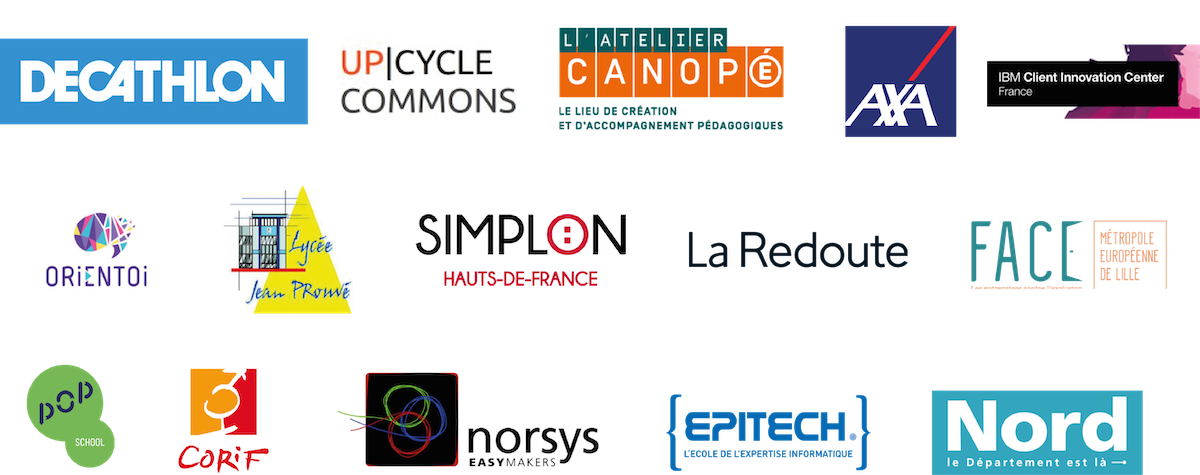 DECATHLON
UP|CYCLE
COMMONS
L'ATELIER
CANOPÉ
LE LIEU DE CRÉATION
ET D'ACCOMPAGNEMENT PÉDAGOGIQUES
AXA
IBM Client Innovation Center
France
ORiENTOi
Lycée
Jean PRouvé
SIMPLON
HAUTS-DE-FRANCE
La Redoute
FACE
MÉTROPOLE
EUROPÉENNE
DE LILLE
POP
SCHOOL
CORiF
norsys
EASYMAKERS
{EPITECH.}
L'ECOLE DE L'EXPERTISE INFORMATIQUE
Nord
le Département est là